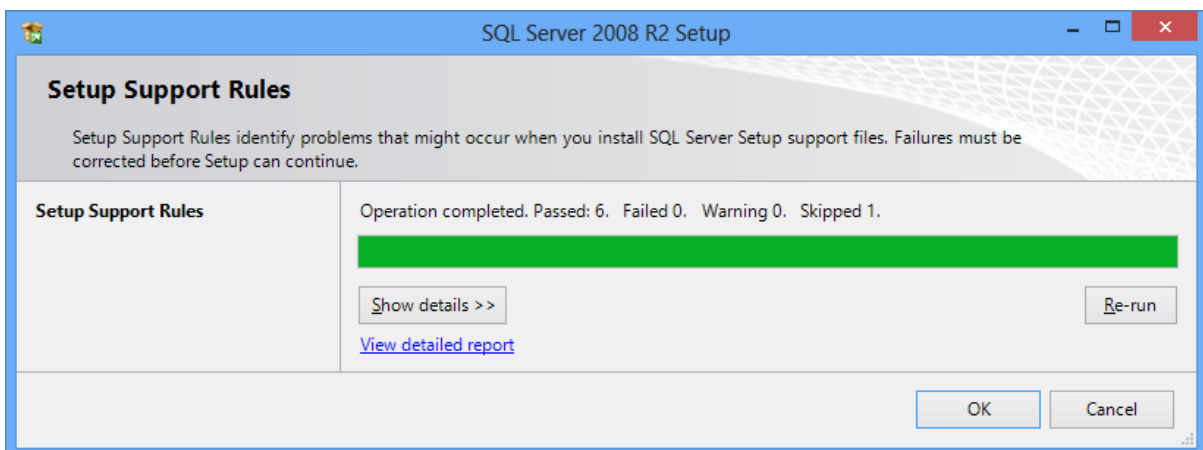 SQL Server 2008 R2 Setup
Setup Support Rules
Setup Support Rules identify problems that might occur when you install SQL Server Setup support files. Failures must be
corrected before Setup can continue.
Setup Support Rules
Operation completed. Passed: 6. Failed 0. Warning 0. Skipped 1.
Show details >>
Re-run
View detailed report
OK
Cancel